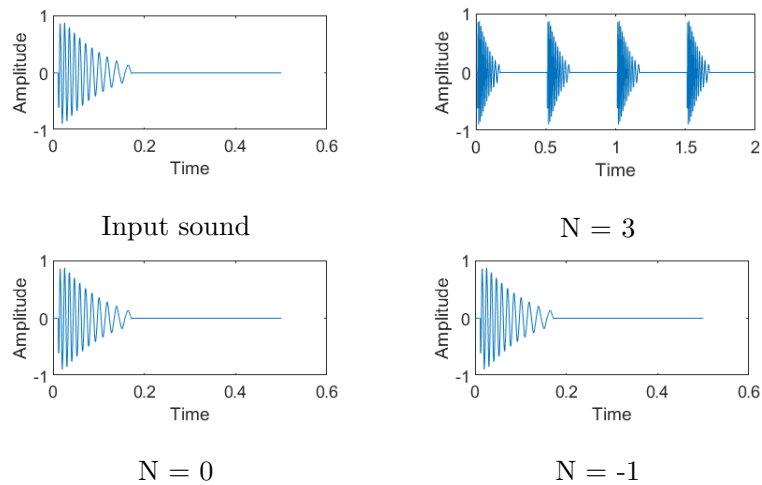 1
0
-1
Amplitude
0
0.2
0.4
0.6
Time
Input sound
1
0
-1
Amplitude
0
0.5
1
1.5
2
Time
N = 3
1
0
-1
Amplitude
0
0.2
0.4
0.6
Time
N = 0
1
0
-1
Amplitude
0
0.2
0.4
0.6
Time
N = -1